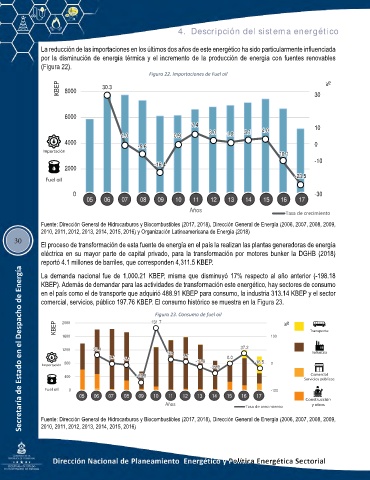 4. Descripción del sistema energético
La reducción de las importaciones en los últimos dos años de este energético ha sido particularmente influenciada
por la disminución de energía térmica y el incremento de la producción de energía con fuentes renovables
(Figura 22).
Figura 22. Importaciones de Fuel oil
KBEP
%
8000
6000
4000
2000
0
30.3
30
10
0
-10
-30
Importación
Fuel oil
05 06 07 08 09 10 11 12 13 14 15 16 17
Años
Tasa de crecimiento
Fuente: Dirección General de Hidrocarburos y Biocombustibles (2017, 2018), Dirección General de Energía (2006, 2007, 2008, 2009,
2010, 2011, 2012, 2013, 2014, 2015, 2016) y Organización Latinoamericana de Energía (2018)
30
El proceso de transformación de esta fuente de energía en el país la realizan las plantas generadoras de energía
eléctrica en su mayor parte de capital privado, para la transformación por motores bunker la DGHB (2018)
reportó 4.1 millones de barriles, que corresponden 4,311.5 KBEP.
La demanda nacional fue de 1,000.21 KBEP, misma que disminuyó 17% respecto al año anterior (-198.18
KBEP). Además de demandar para las actividades de transformación este energético, hay sectores de consumo
en el país como el de transporte que adquirió 488.91 KBEP para consumo, la industria 313.14 KBEP y el sector
comercial, servicios, público 197.76 KBEP. El consumo histórico se muestra en la Figura 23.
Figura 23. Consumo de fuel oil
KBEP
%
2000
1600
1200
800
400
0
151.7
37.3
100
0
-100
Importación
Fuel oil
05 06 07 08 09 10 11 12 13 14 15 16 17
Años
Tasa de crecimiento
Transporte
Industria
Comercial
Servicios públicos
Construcción
y otros
Fuente: Dirección General de Hidrocarburos y Biocombustibles (2017, 2018), Dirección General de Energía (2006, 2007, 2008, 2009,
2010, 2011, 2012, 2013, 2014, 2015, 2016)
Secretaría de Estado en el Despacho de Energía
Dirección Nacional de Planeamiento Energético y Política Energética Sectorial